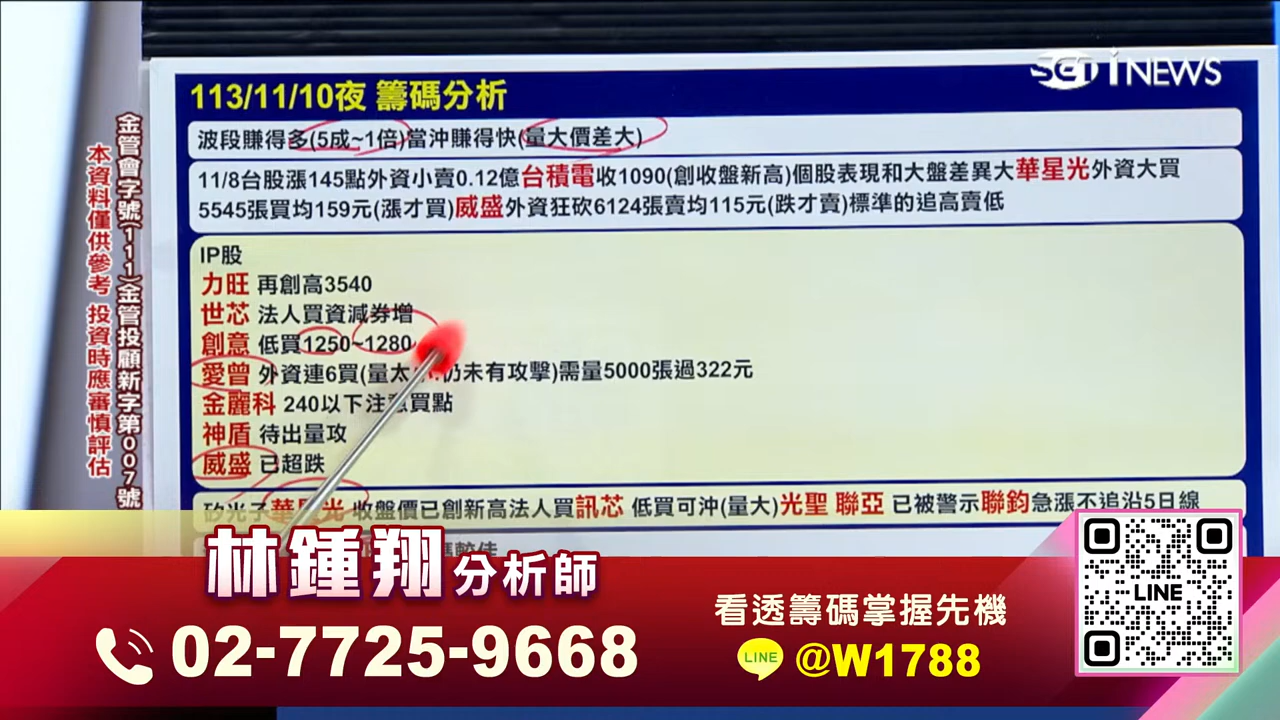 SETN iNEWS
113/11/10夜 籌碼分析
波段賺得多(5成~1倍)當沖賺得快(量大價差大)
11/8台股漲145點外資小賣0.12億台積電收1090(創收盤新高)個股表現和大盤差異大華星光外資大買
5545張買均159元(漲才買)威盛外資狂砍6124張賣均115元(跌才賣)標準的追高賣低
IP股
力旺 再創高3540
世芯 法人買資減券增
創意 低買1250~1280
愛普 外資連6買(量太小..仍未有攻擊)需量5000張過322元
金麗科 240以下注意買點
神盾 待出量攻
威盛 已超跌
矽光子華星光 收盤價已創新高法人買訊芯 低買可沖(量大)光聖 聯亞 已被警示聯鈞急漲不追沿5日線
較佳
金管會字號(111)金管投顧新字第007號
本資料僅供參考 投資時應審慎評估
林鍾翔分析師
02-7725-9668
看透籌碼掌握先機
LINE @W1788
LINE